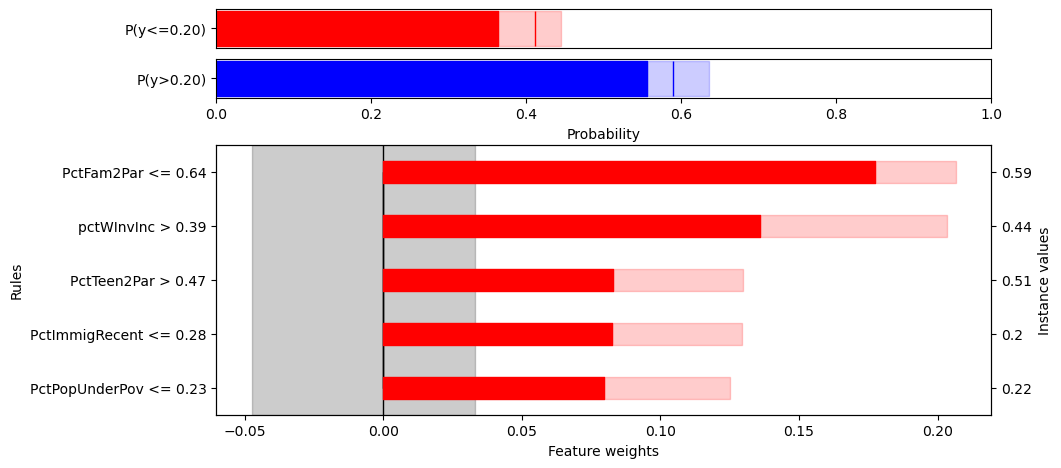 P(y<=0.20)
P(y>0.20)
0.0 0.2 0.4 0.6 0.8 1.0
Probability
PctFam2Par <= 0.64 0.59
pctWInvInc > 0.39 0.44
PctTeen2Par > 0.47 0.51
PctImmigRecent <= 0.28 0.2
PctPopUnderPov <= 0.23 0.22
Rules
Instance values
−0.05 0.00 0.05 0.10 0.15 0.20
Feature weights